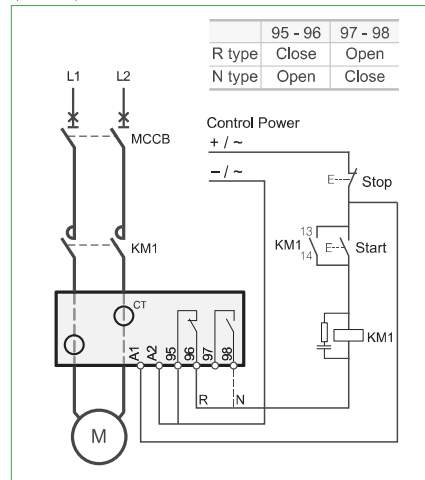 95 - 96 97 - 98
R type Close Open
N type Open Close
L1 L2
MCCB
Control Power
+ / ~
– / ~
E Stop
13
KM1 E Start
14
KM1
CT
KM1
A1 A2 95 96 97 98
R N
M